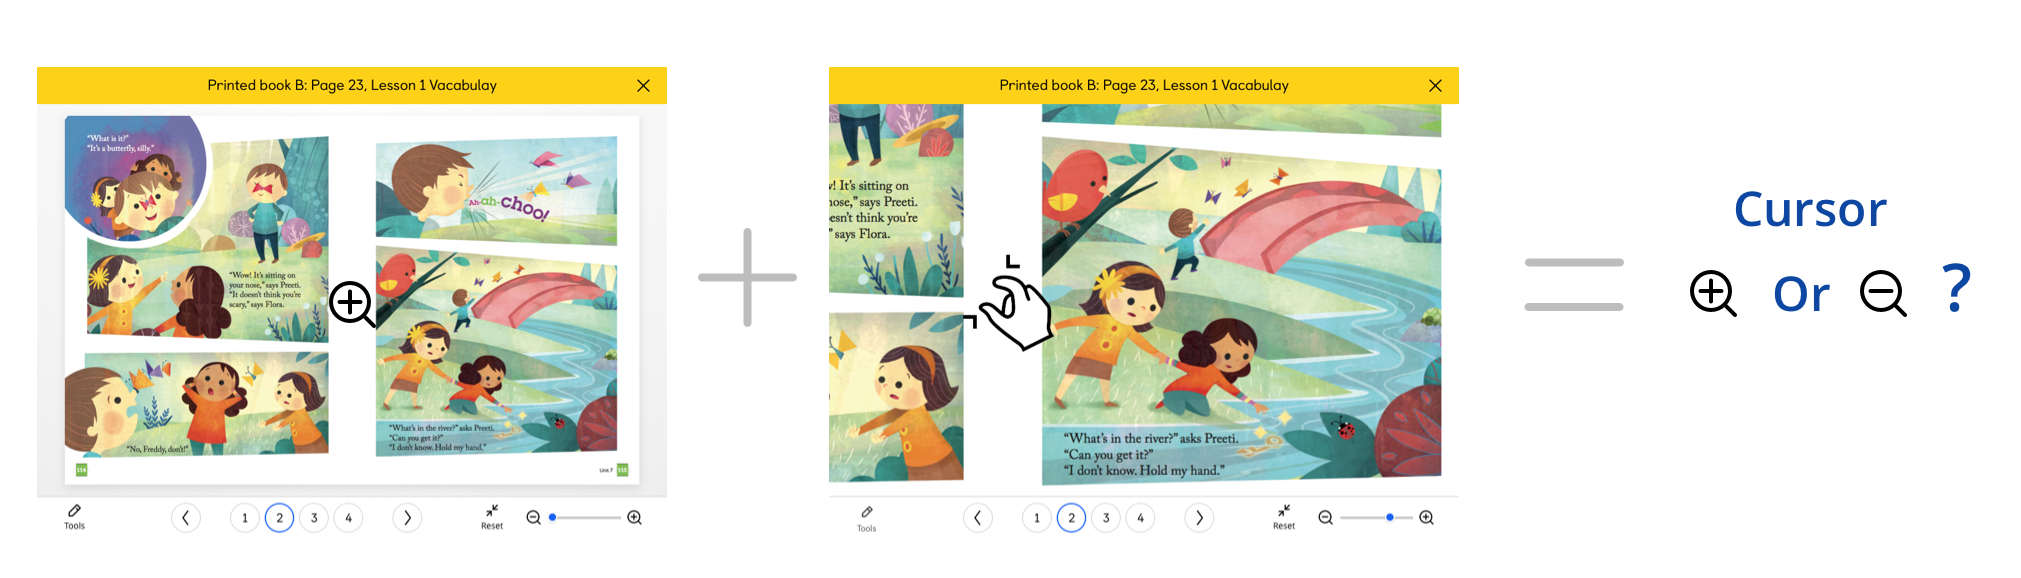 Printed book B: Page 23, Lesson 1 Vacabulay
"What is it?"
"It's a butterfly, silly."
"Wow! It's sitting on
your nose," says Preeti.
"It doesn't think you're
scary," says Flora.
"No, Freddy, don't!"
114
Ah-ah-choo!
"What's in the river?" asks Preeti.
"Can you get it?"
"I don't know. Hold my hand."
Unit 7 115
Tools
1 2 3 4
Reset
Printed book B: Page 23, Lesson 1 Vacabulay
w! It's sitting on
nose," says Preeti.
esn't think you're
" says Flora.
"What's in the river?" asks Preeti.
"Can you get it?"
"I don't know. Hold my hand."
Tools
1 2 3 4
Reset
Cursor
Or ?